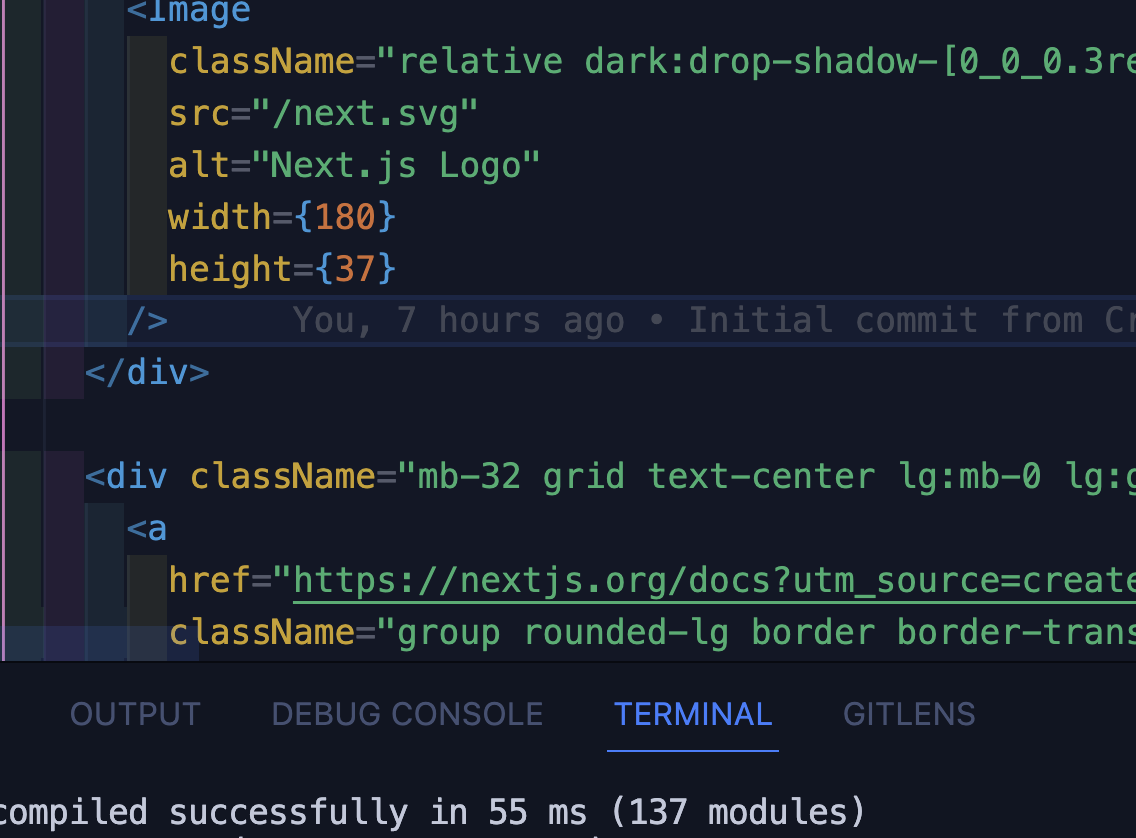 <Image
className="relative dark:drop-shadow-[0_0_0.3re
src="/next.svg"
alt="Next.js Logo"
width={180}
height={37}
/> You, 7 hours ago • Initial commit from Cr
</div>
<div className="mb-32 grid text-center lg:mb-0 lg:g
<a
href="https://nextjs.org/docs?utm_source=create
className="group rounded-lg border border-trans
OUTPUT DEBUG CONSOLE TERMINAL GITLENS
compiled successfully in 55 ms (137 modules)